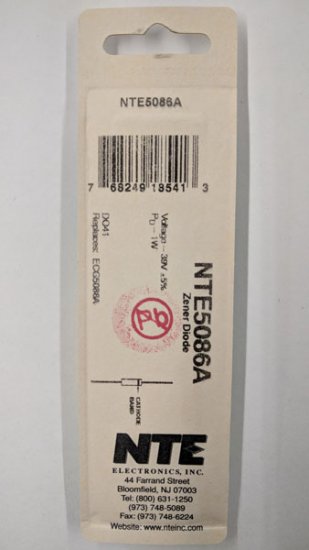 NTE5086A
7 68249 18541 3
NTE5086A
Zener Diode
Voltage – 39V ±5%
PD – 1W
DO41
Replaces: ECG5086A
CATHODE
BAND
NTE
ELECTRONICS, INC.
44 Farrand Street
Bloomfield, NJ 07003
Tel: (800) 631-1250
(973) 748-5089
Fax: (973) 748-6224
Website: www.nteinc.com